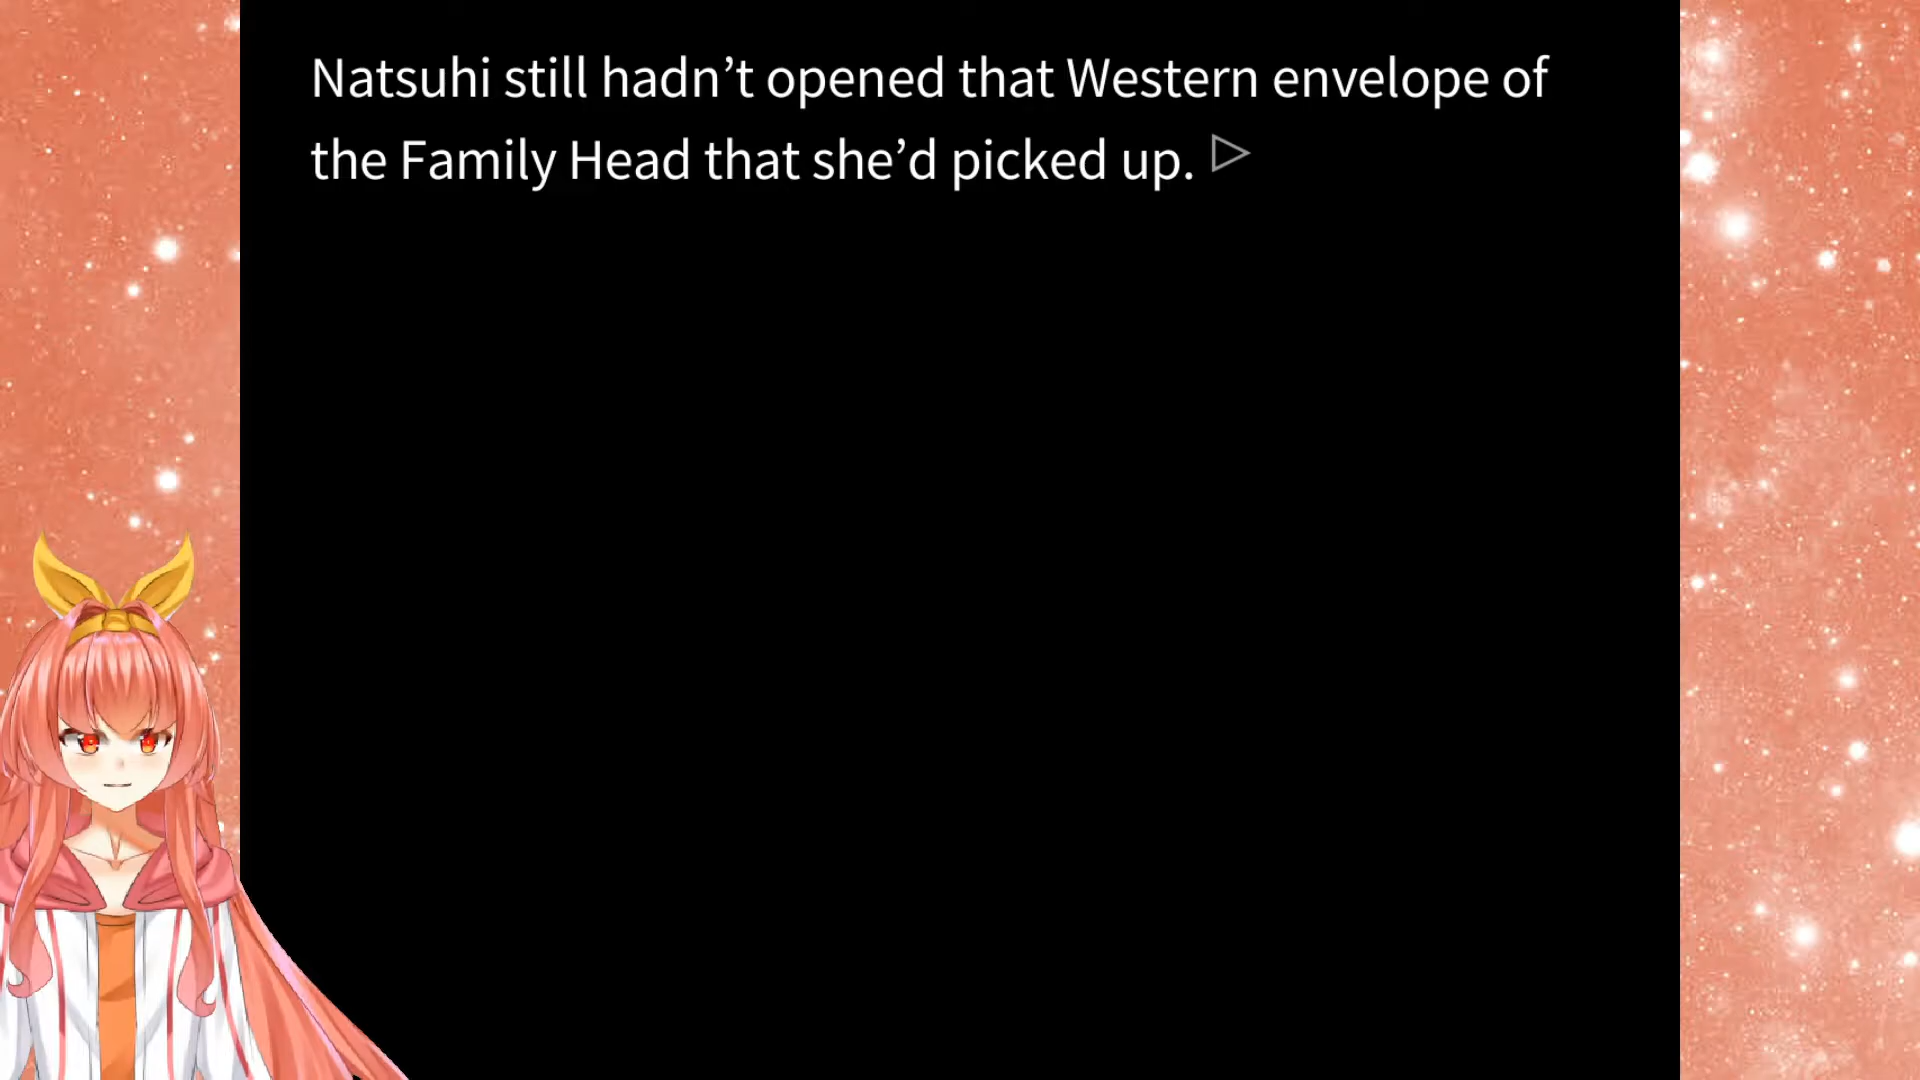 Natsuhi still hadn’t opened that Western envelope of
the Family Head that she’d picked up.